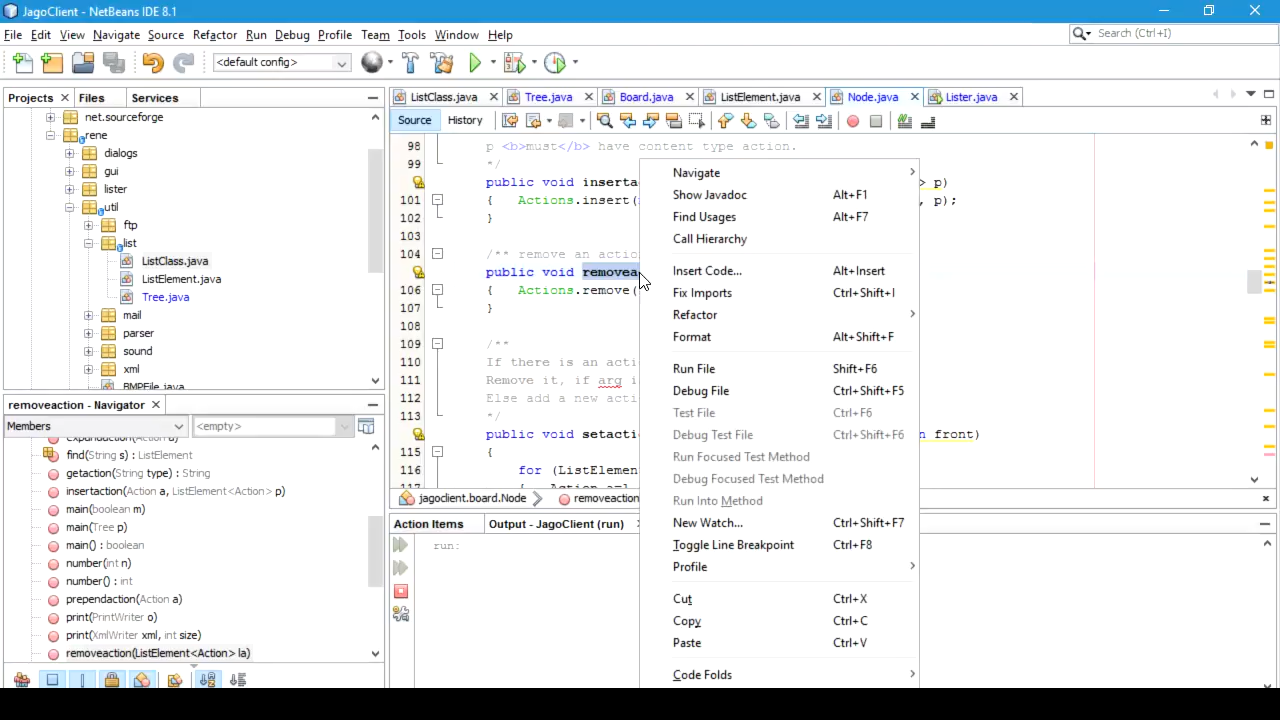 JagoClient - NetBeans IDE 8.1
File Edit View Navigate Source Refactor Run Debug Profile Team Tools Window Help
Search (Ctrl+I)
<default config>
Projects Files Services
net.sourceforge
rene
dialogs
gui
lister
util
ftp
list
ListClass.java
ListElement.java
Tree.java
mail
parser
sound
xml
BMPFile.java
removeaction - Navigator
Members <empty>
expandaction(Action a)
find(String s) : ListElement
getaction(String type) : String
insertaction(Action a, ListElement<Action> p)
main(boolean m)
main(Tree p)
main() : boolean
number(int n)
number() : int
prependaction(Action a)
print(PrintWriter o)
print(XmlWriter xml, int size)
removeaction(ListElement<Action> la)
ListClass.java Tree.java Board.java ListElement.java Node.java Lister.java
Source History
98 p <b>must</b> have content type action.
99 */
public void inserta > p)
101 { Actions.insert( , p);
102 }
103
104 /** remove an actio
public void removea
106 { Actions.remove(
107 }
108
109 /**
110 If there is an acti
111 Remove it, if arg i
112 Else add a new acti
113 */
public void setacti n front)
115 {
116 for (ListElemen
117 { Action a=l
jagoclient.board.Node removeaction
Action Items Output - JagoClient (run)
run:
Navigate
Show Javadoc Alt+F1
Find Usages Alt+F7
Call Hierarchy
Insert Code... Alt+Insert
Fix Imports Ctrl+Shift+I
Refactor
Format Alt+Shift+F
Run File Shift+F6
Debug File Ctrl+Shift+F5
Test File Ctrl+F6
Debug Test File Ctrl+Shift+F6
Run Focused Test Method
Debug Focused Test Method
Run Into Method
New Watch... Ctrl+Shift+F7
Toggle Line Breakpoint Ctrl+F8
Profile
Cut Ctrl+X
Copy Ctrl+C
Paste Ctrl+V
Code Folds